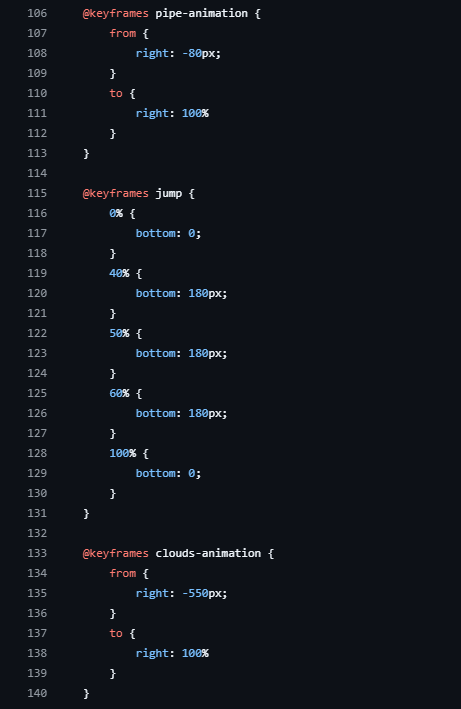 106 @keyframes pipe-animation {
107 from {
108 right: -80px;
109 }
110 to {
111 right: 100%
112 }
113 }
114
115 @keyframes jump {
116 0% {
117 bottom: 0;
118 }
119 40% {
120 bottom: 180px;
121 }
122 50% {
123 bottom: 180px;
124 }
125 60% {
126 bottom: 180px;
127 }
128 100% {
129 bottom: 0;
130 }
131 }
132
133 @keyframes clouds-animation {
134 from {
135 right: -550px;
136 }
137 to {
138 right: 100%
139 }
140 }